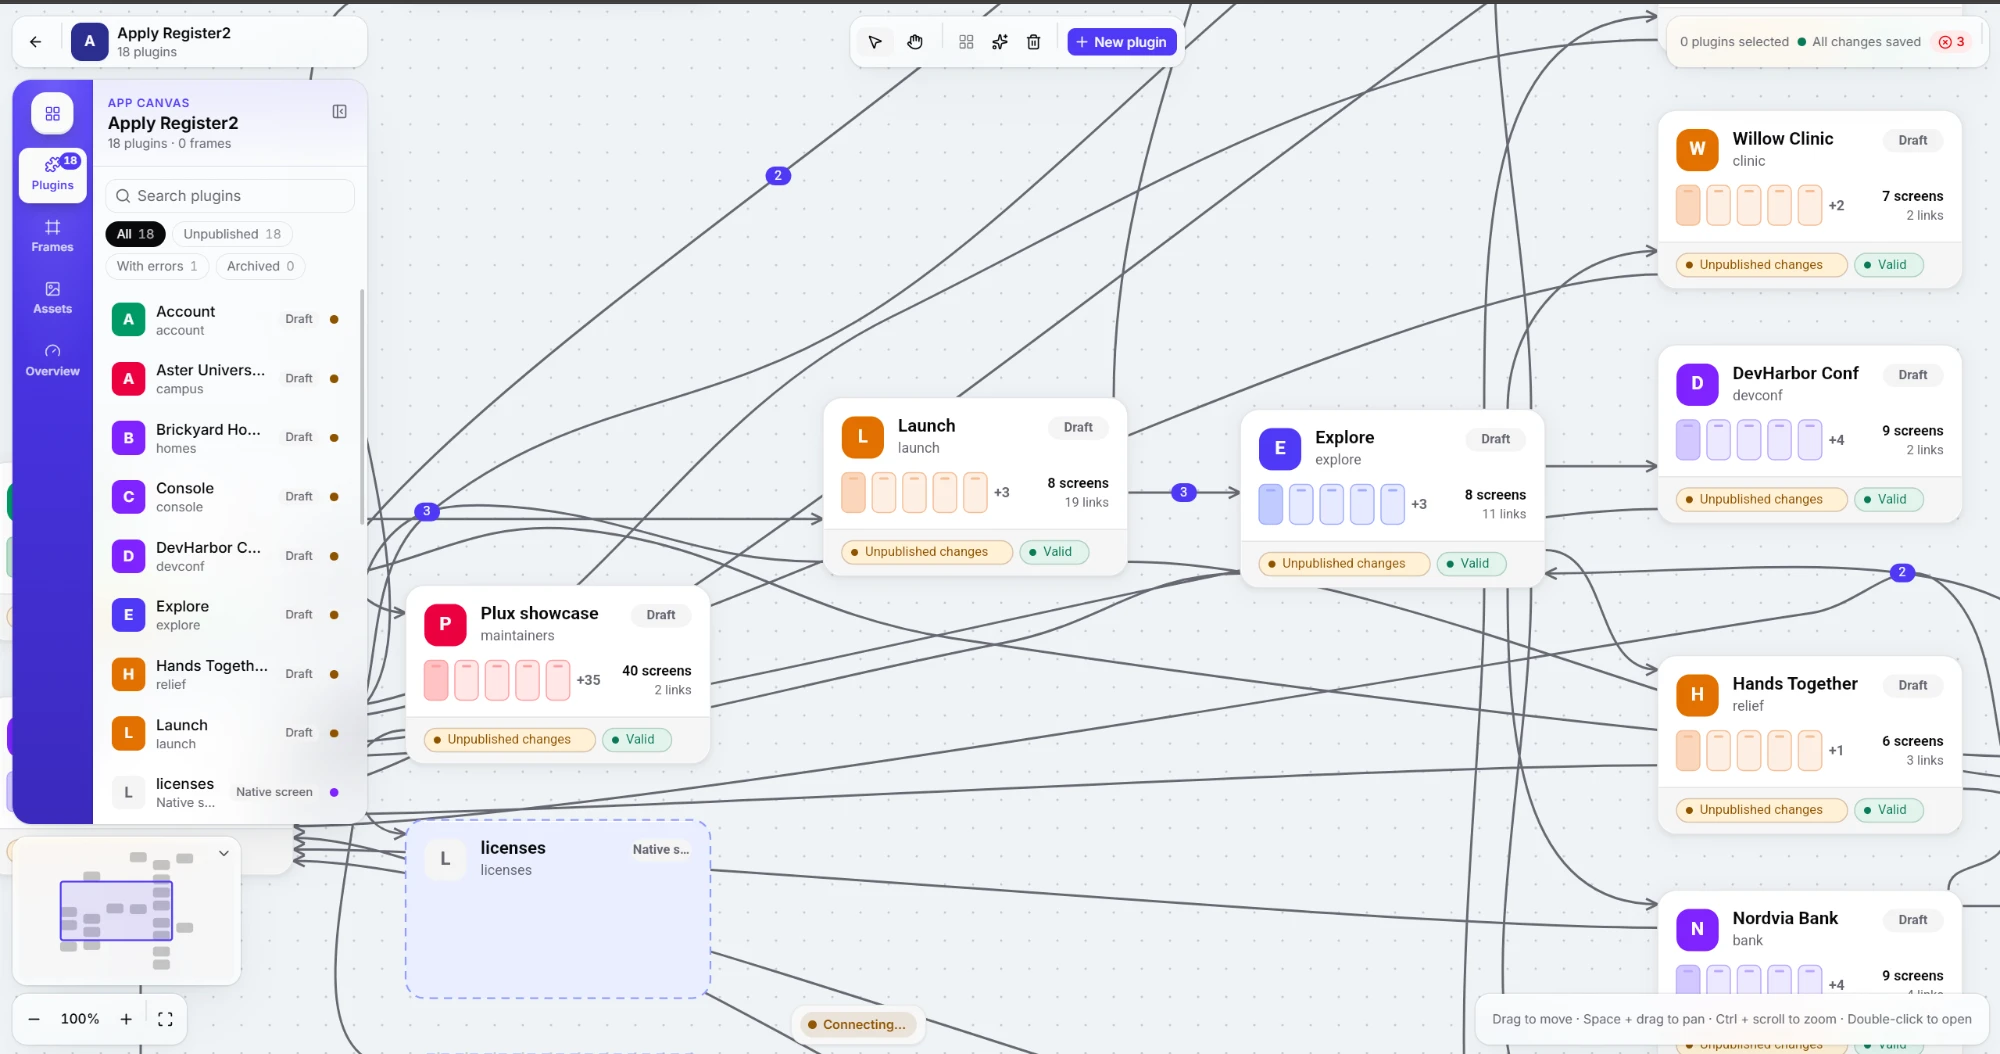 A
Apply Register2
18 plugins
New plugin
0 plugins selected
All changes saved
3
APP CANVAS
Apply Register2
18 plugins · 0 frames
18
Plugins
Frames
Assets
Overview
Search plugins
All 18
Unpublished 18
With errors 1
Archived 0
A
Account
account
Draft
A
Aster Univers...
campus
Draft
B
Brickyard Ho...
homes
Draft
C
Console
console
Draft
D
DevHarbor C...
devconf
Draft
E
Explore
explore
Draft
H
Hands Togeth...
relief
Draft
L
Launch
launch
Draft
L
licenses
Native s...
Native screen
2
3
3
2
L
Launch
launch
Draft
+3
8 screens
19 links
Unpublished changes
Valid
E
Explore
explore
Draft
+3
8 screens
11 links
Unpublished changes
Valid
P
Plux showcase
maintainers
Draft
+35
40 screens
2 links
Unpublished changes
Valid
L
licenses
licenses
Native s...
W
Willow Clinic
clinic
Draft
+2
7 screens
2 links
Unpublished changes
Valid
D
DevHarbor Conf
devconf
Draft
+4
9 screens
2 links
Unpublished changes
Valid
H
Hands Together
relief
Draft
+1
6 screens
3 links
Unpublished changes
Valid
N
Nordvia Bank
bank
Draft
+4
9 screens
100%
Connecting...
Drag to move · Space + drag to pan · Ctrl + scroll to zoom · Double-click to open